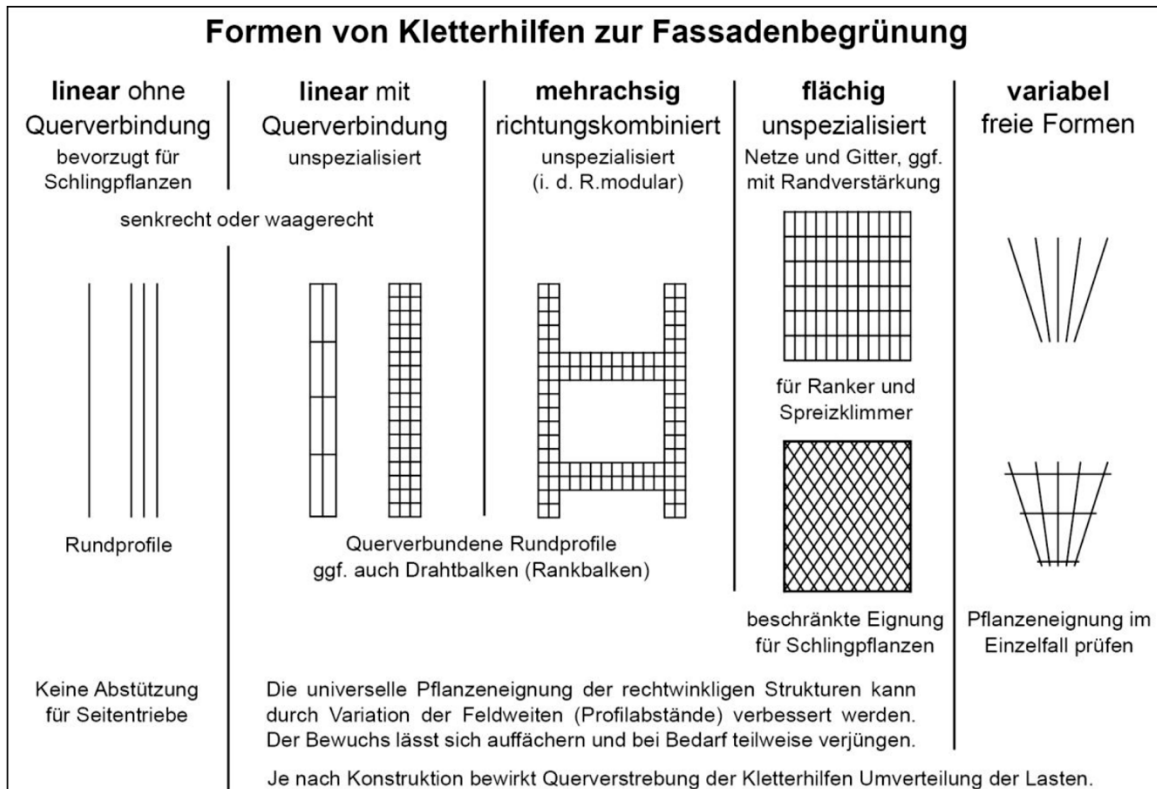 Formen von Kletterhilfen zur Fassadenbegrünung
linear ohne
Querverbindung
bevorzugt für
Schlingpflanzen
linear mit
Querverbindung
unspezialisiert
senkrecht oder waagerecht
mehrachsig
richtungskombiniert
unspezialisiert
(i. d. R.modular)
flächig
unspezialisiert
Netze und Gitter, ggf.
mit Randverstärkung
variabel
freie Formen
für Ranker und
Spreizklimmer
Rundprofile
Querverbundene Rundprofile
ggf. auch Drahtbalken (Rankbalken)
beschränkte Eignung
für Schlingpflanzen
Pflanzeneignung im
Einzelfall prüfen
Keine Abstützung
für Seitentriebe
Die universelle Pflanzeneignung der rechtwinkligen Strukturen kann
durch Variation der Feldweiten (Profilabstände) verbessert werden.
Der Bewuchs lässt sich auffächern und bei Bedarf teilweise verjüngen.
Je nach Konstruktion bewirkt Querverstrebung der Kletterhilfen Umverteilung der Lasten.